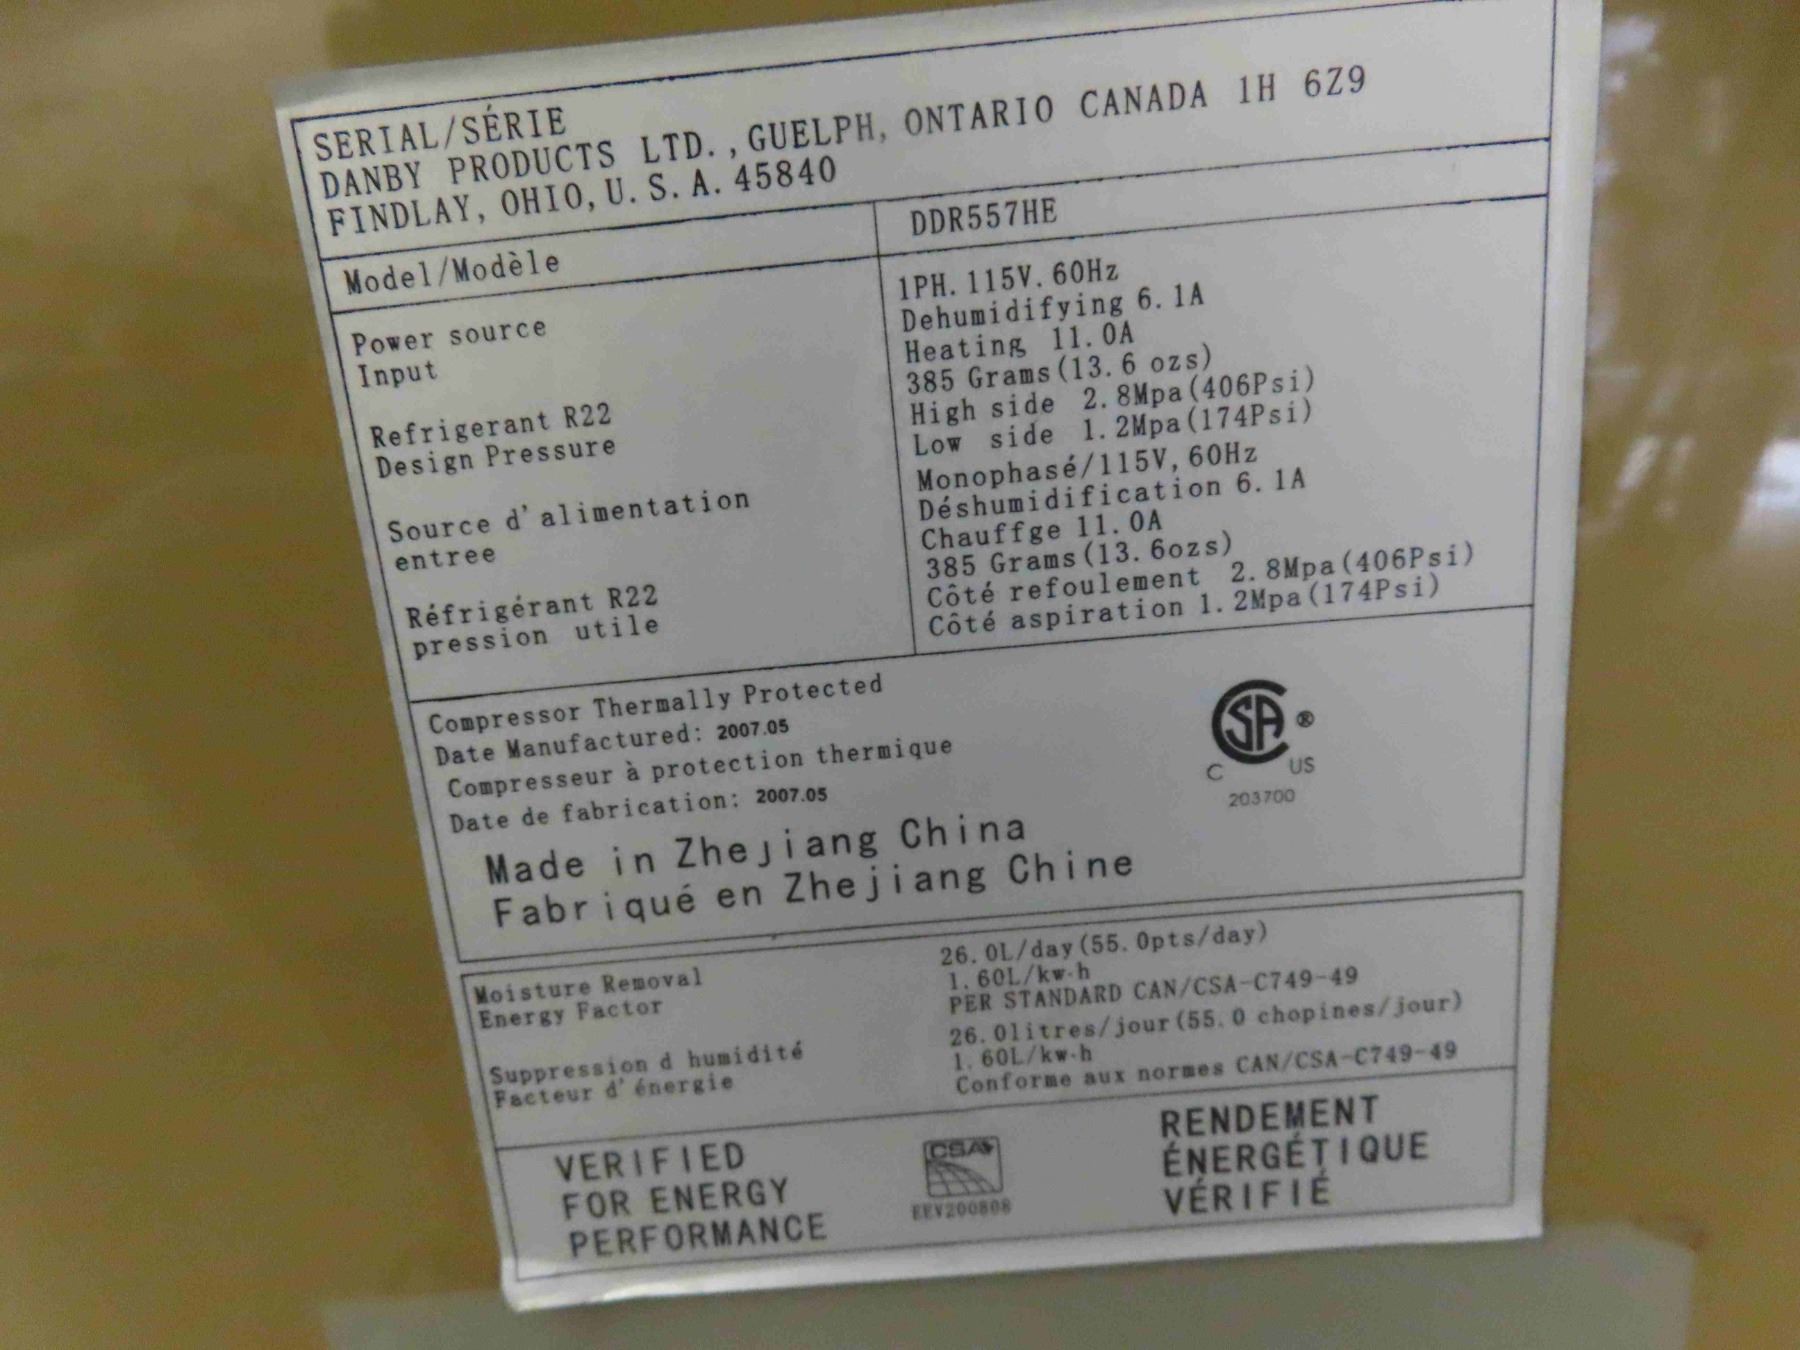 SERIAL/SÉRIE
DANBY PRODUCTS LTD., GUELPH, ONTARIO CANADA 1H 6Z9
FINDLAY, OHIO, U.S.A. 45840
Model/Modèle DDR557HE
Power source 1PH. 115V. 60Hz
Input Dehumidifying 6.1A
Heating 11.0A
Refrigerant R22 385 Grams(13.6 ozs)
Design Pressure High side 2.8Mpa(406Psi)
Low side 1.2Mpa(174Psi)
Source d'alimentation Monophasé/115V, 60Hz
entree Déshumidification 6.1A
Chauffge 11.0A
Réfrigérant R22 385 Grams(13.6ozs)
pression utile Côté refoulement 2.8Mpa(406Psi)
Côté aspiration 1.2Mpa(174Psi)
Compressor Thermally Protected
Date Manufactured: 2007.05
Compresseur à protection thermique
Date de fabrication: 2007.05
Made in Zhejiang China
Fabriqué en Zhejiang Chine
CSA ®
C US
203700
Moisture Removal 26.0L/day(55.0pts/day)
Energy Factor 1.60L/kw·h
PER STANDARD CAN/CSA-C749-49
Suppression d humidité 26.0litres/jour(55.0 chopines/jour)
Facteur d'énergie 1.60L/kw·h
Conforme aux normes CAN/CSA-C749-49
VERIFIED
FOR ENERGY
PERFORMANCE
CSA
EEV200808
RENDEMENT
ÉNERGÉTIQUE
VÉRIFIÉ